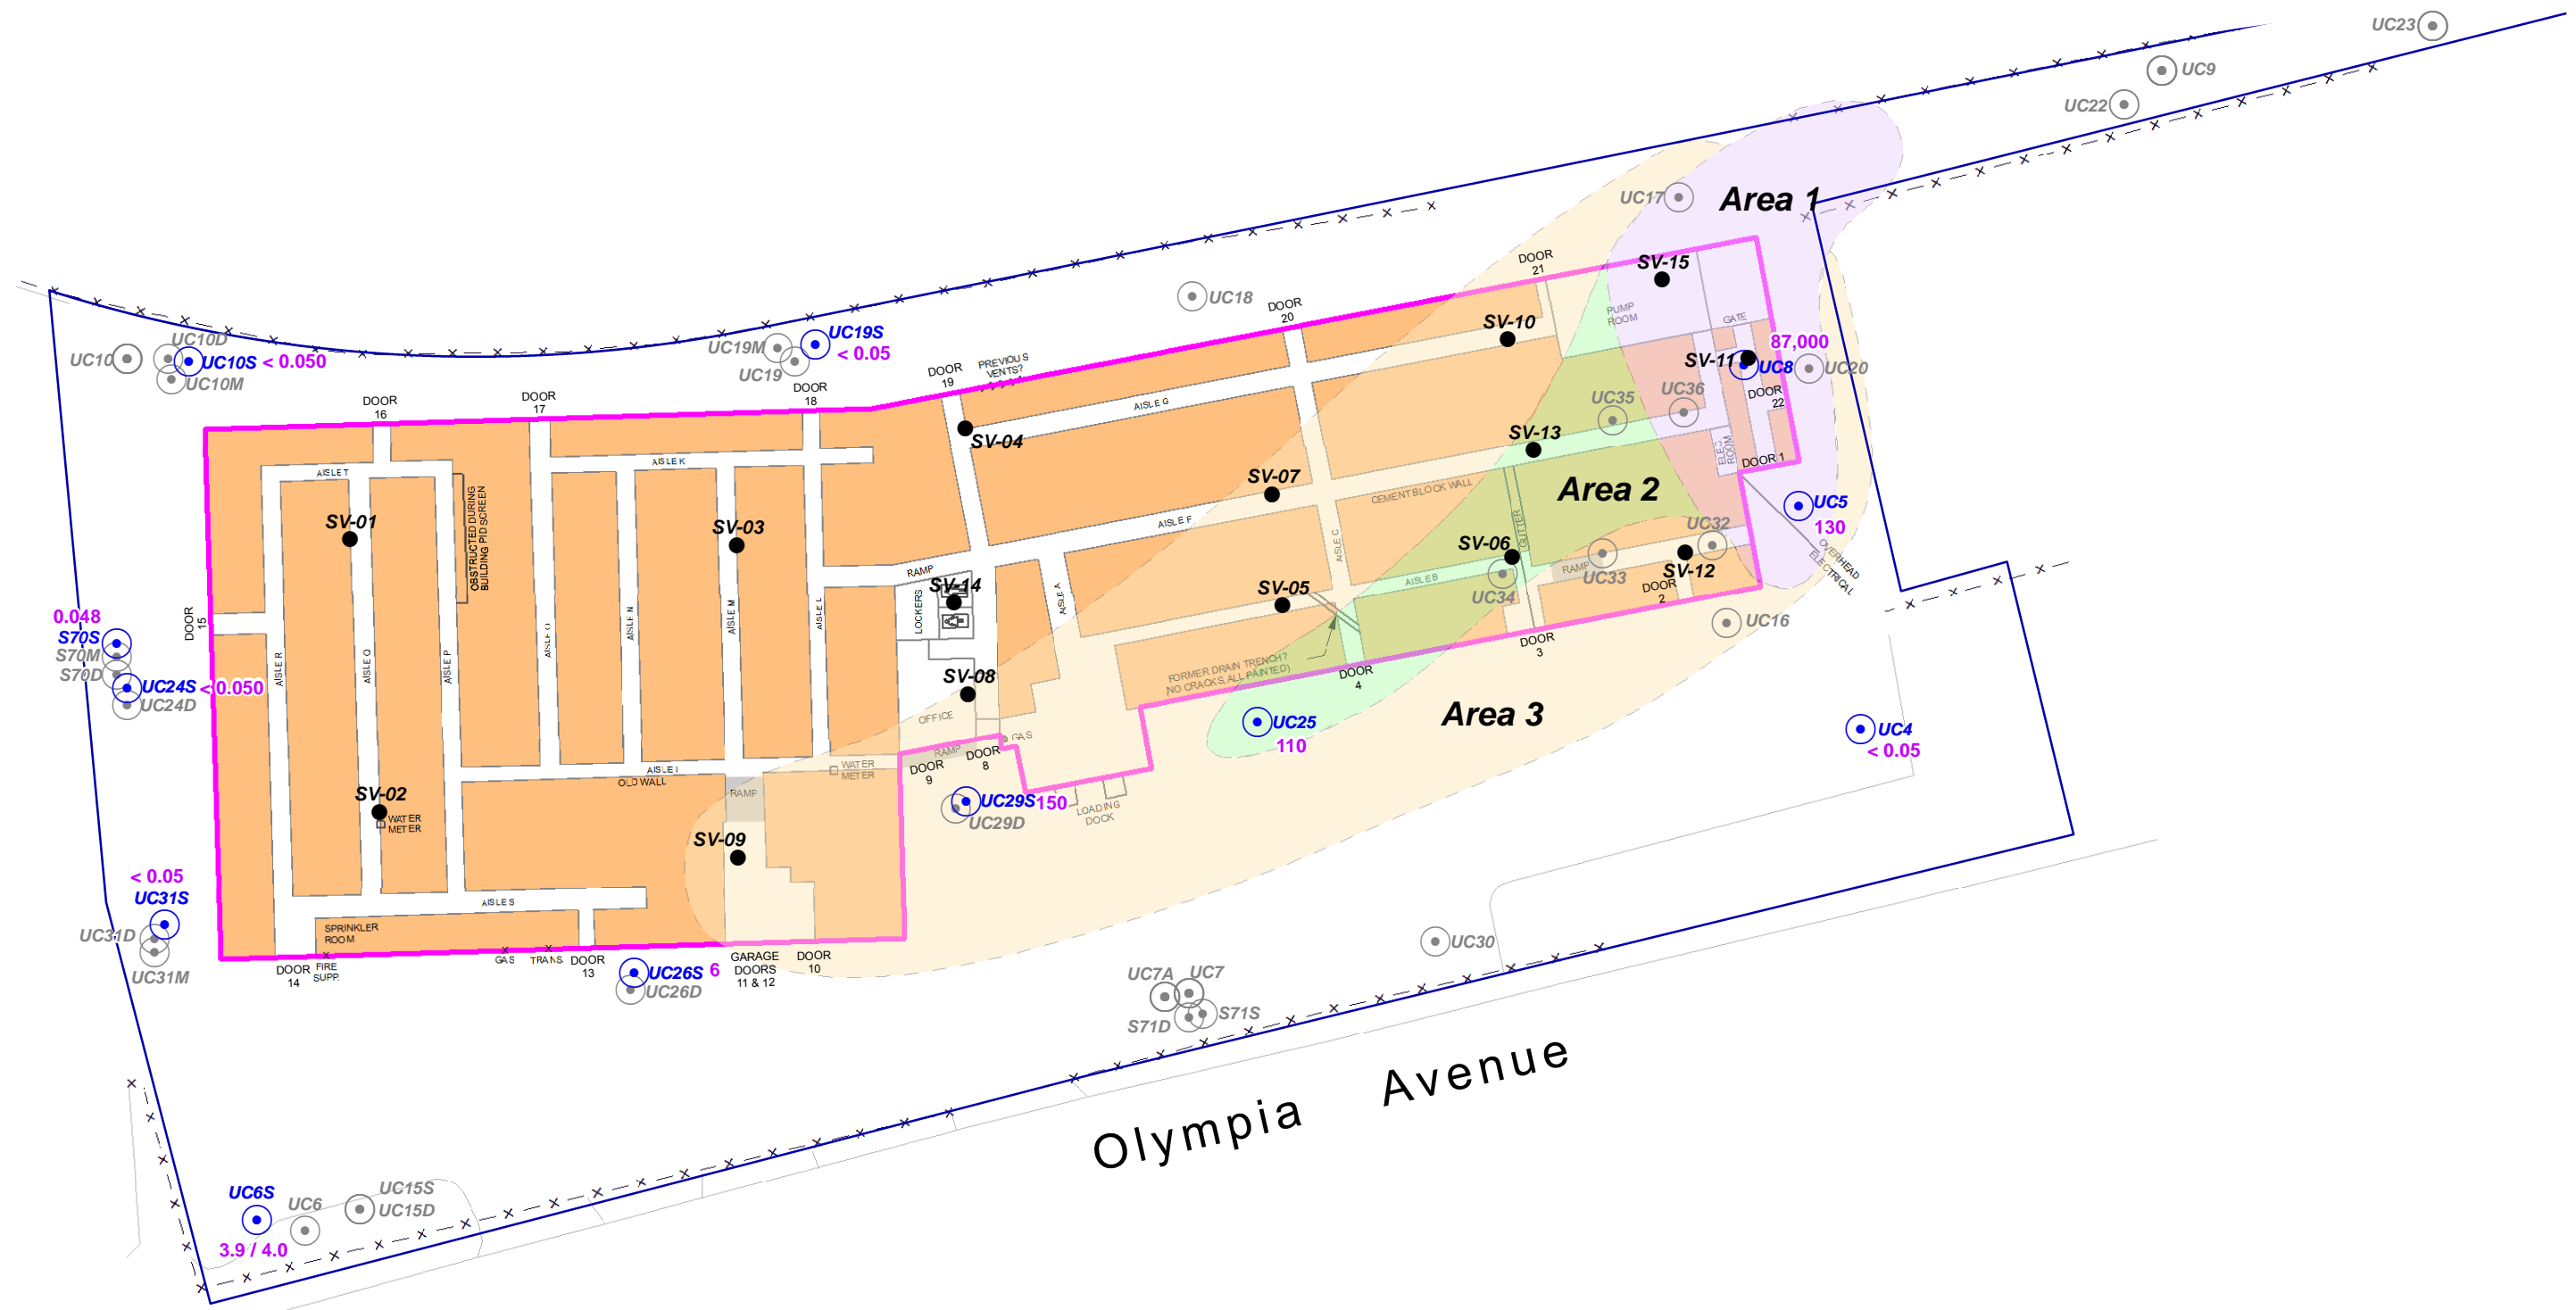 UC23
UC9
UC22
UC17
Area 1
DOOR
21
SV-15
UC18
DOOR
20
PUMP
ROOM
GATE
SV-10
87,000
SV-11
UC8
UC20
DOOR
22
UC10D
UC10
UC10S
< 0.050
UC10M
UC19S
UC19M
< 0.05
UC19
DOOR
19
PREVIOUS
VENTS?
DOOR
16
DOOR
17
DOOR
18
AISLE G
SV-04
UC35
UC36
SV-13
ELEC.
ROOM
DOOR 1
AISLE T
AISLE K
OBSTRUCTED DURING
BUILDING PID SCREEN
SV-07
CEMENT BLOCK WALL
Area 2
UC5
130
SV-01
SV-03
AISLE F
AISLE C
GUTTER
SV-06
UC32
OVERHEAD
ELECTRICAL
RAMP
SV-14
LOCKERS
AISLE A
SV-05
AISLE B
UC34
RAMP
UC33
SV-12
DOOR
2
UC16
0.048
S70S
S70M
S70D
UC24S
< 0.050
UC24D
DOOR
15
AISLE R
AISLE Q
AISLE P
AISLE O
AISLE N
AISLE M
AISLE L
DOOR
3
FORMER DRAIN TRENCH?
(NO CRACKS, ALL PAINTED)
DOOR
4
SV-08
OFFICE
UC25
110
Area 3
UC4
< 0.05
GAS
RAMP
DOOR
8
DOOR
9
WATER
METER
AISLE I
OLD WALL
RAMP
SV-02
WATER
METER
UC29S
150
UC29D
LOADING
DOCK
SV-09
< 0.05
UC31S
UC31D
UC31M
AISLE S
SPRINKLER
ROOM
DOOR
14
FIRE
SUPP.
GAS
TRANS.
DOOR
13
UC26S
6
UC26D
GARAGE
DOORS
11 & 12
DOOR
10
UC30
UC7A
UC7
S71D
S71S
Olympia Avenue
UC6S
UC6
UC15S
UC15D
3.9 / 4.0